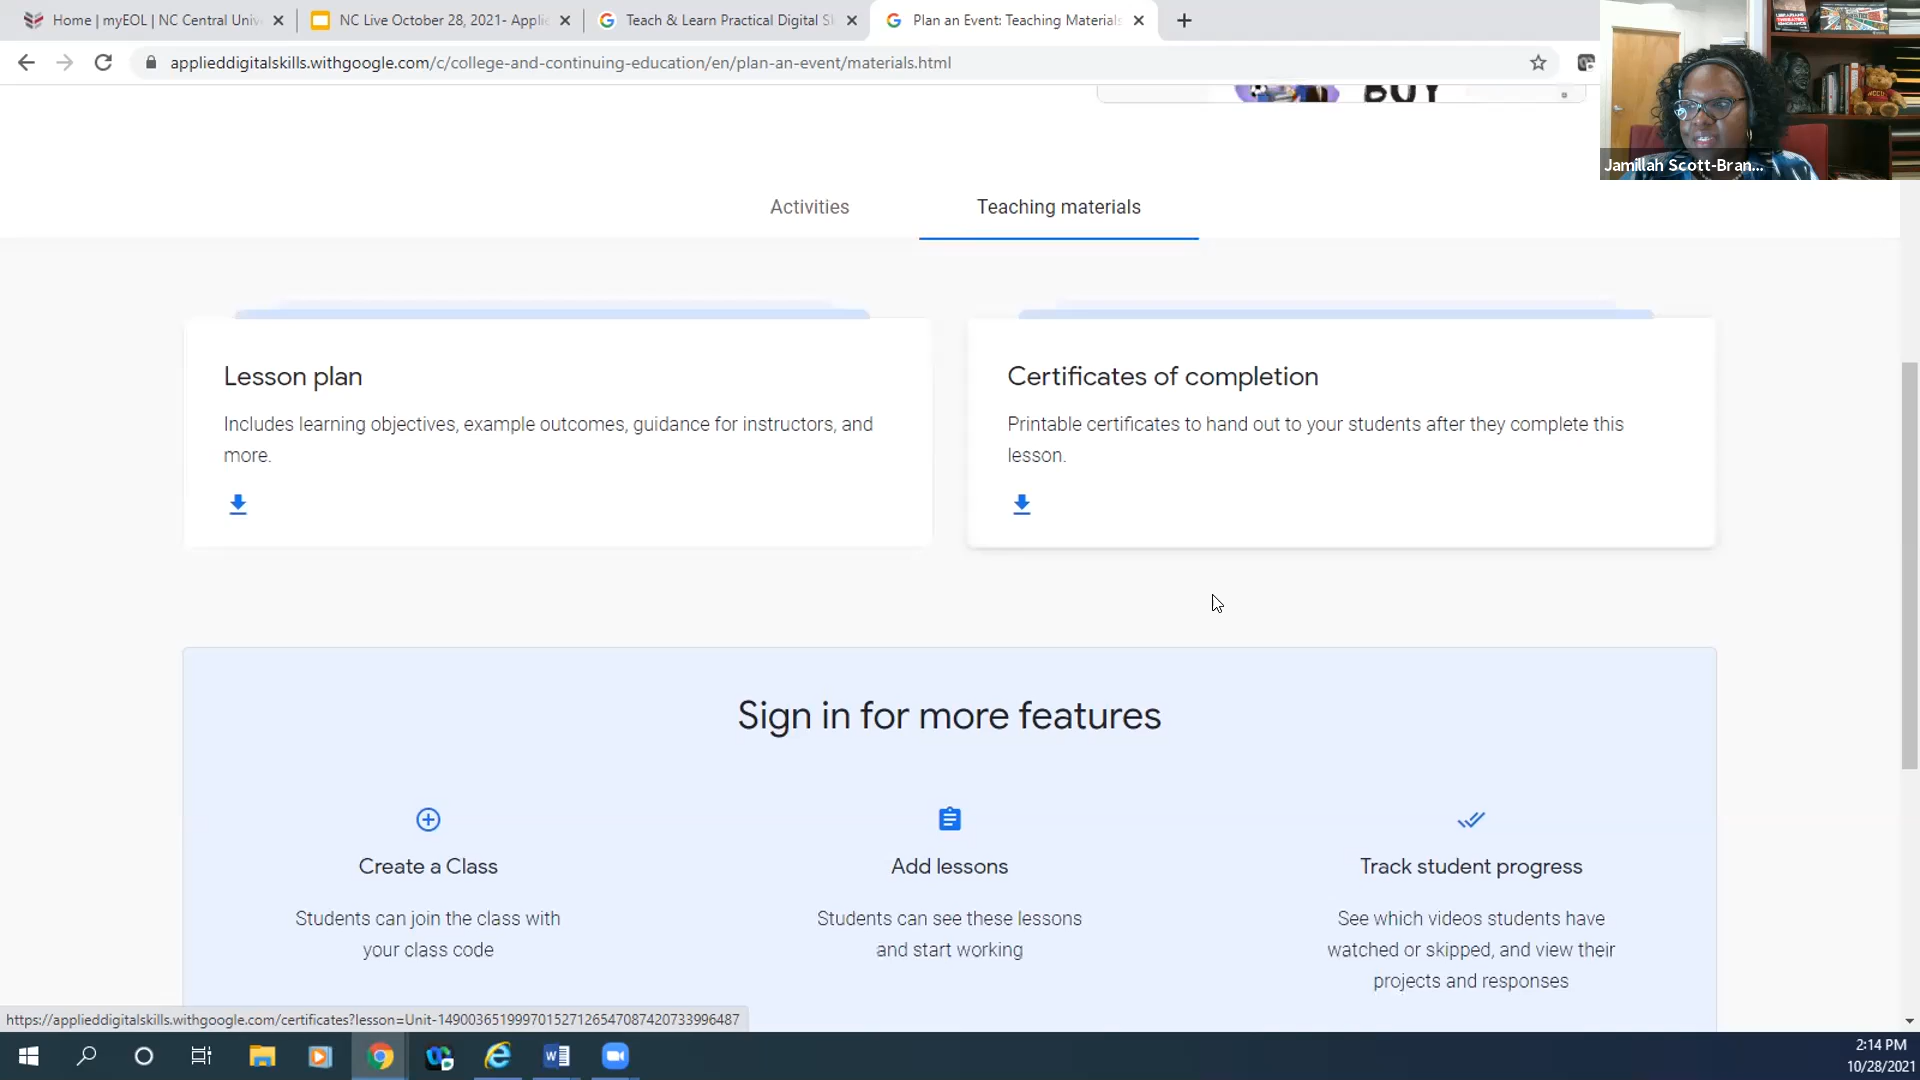 Home | myEOL | NC Central Univ
NC Live October 28, 2021- Applie
Teach & Learn Practical Digital S
Plan an Event: Teaching Materials
applieddigitalskills.withgoogle.com/c/college-and-continuing-education/en/plan-an-event/materials.html
BUY
Jamillah Scott-Bran...
Activities
Teaching materials
Lesson plan
Includes learning objectives, example outcomes, guidance for instructors, and
more.
Certificates of completion
Printable certificates to hand out to your students after they complete this
lesson.
Sign in for more features
Create a Class
Students can join the class with
your class code
Add lessons
Students can see these lessons
and start working
Track student progress
See which videos students have
watched or skipped, and view their
projects and responses
https://applieddigitalskills.withgoogle.com/certificates?lesson=Unit-14900365199970152712654708742073399648​7
2:14 PM
10/28/2021